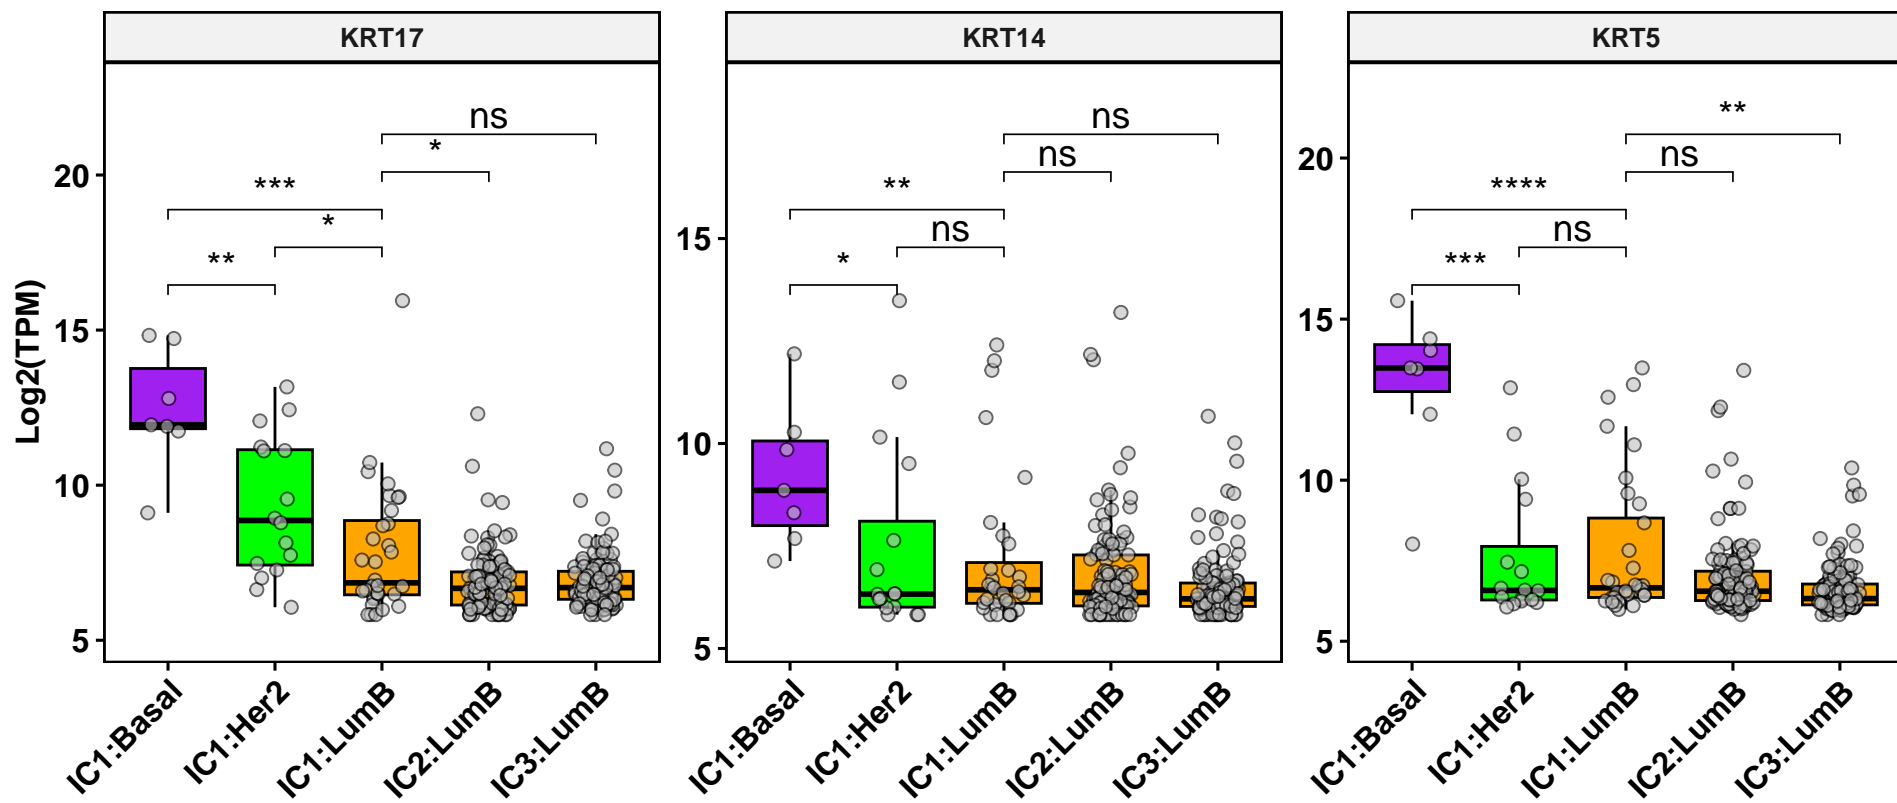 KRT17
KRT14
KRT5
Log2(TPM)
20
15
10
5
ns
*
***
*
**
IC1:Basal
IC1:Her2
IC1:LumB
IC2:LumB
IC3:LumB
15
10
5
ns
ns
**
ns
*
IC1:Basal
IC1:Her2
IC1:LumB
IC2:LumB
IC3:LumB
20
15
10
5
**
ns
****
ns
***
IC1:Basal
IC1:Her2
IC1:LumB
IC2:LumB
IC3:LumB